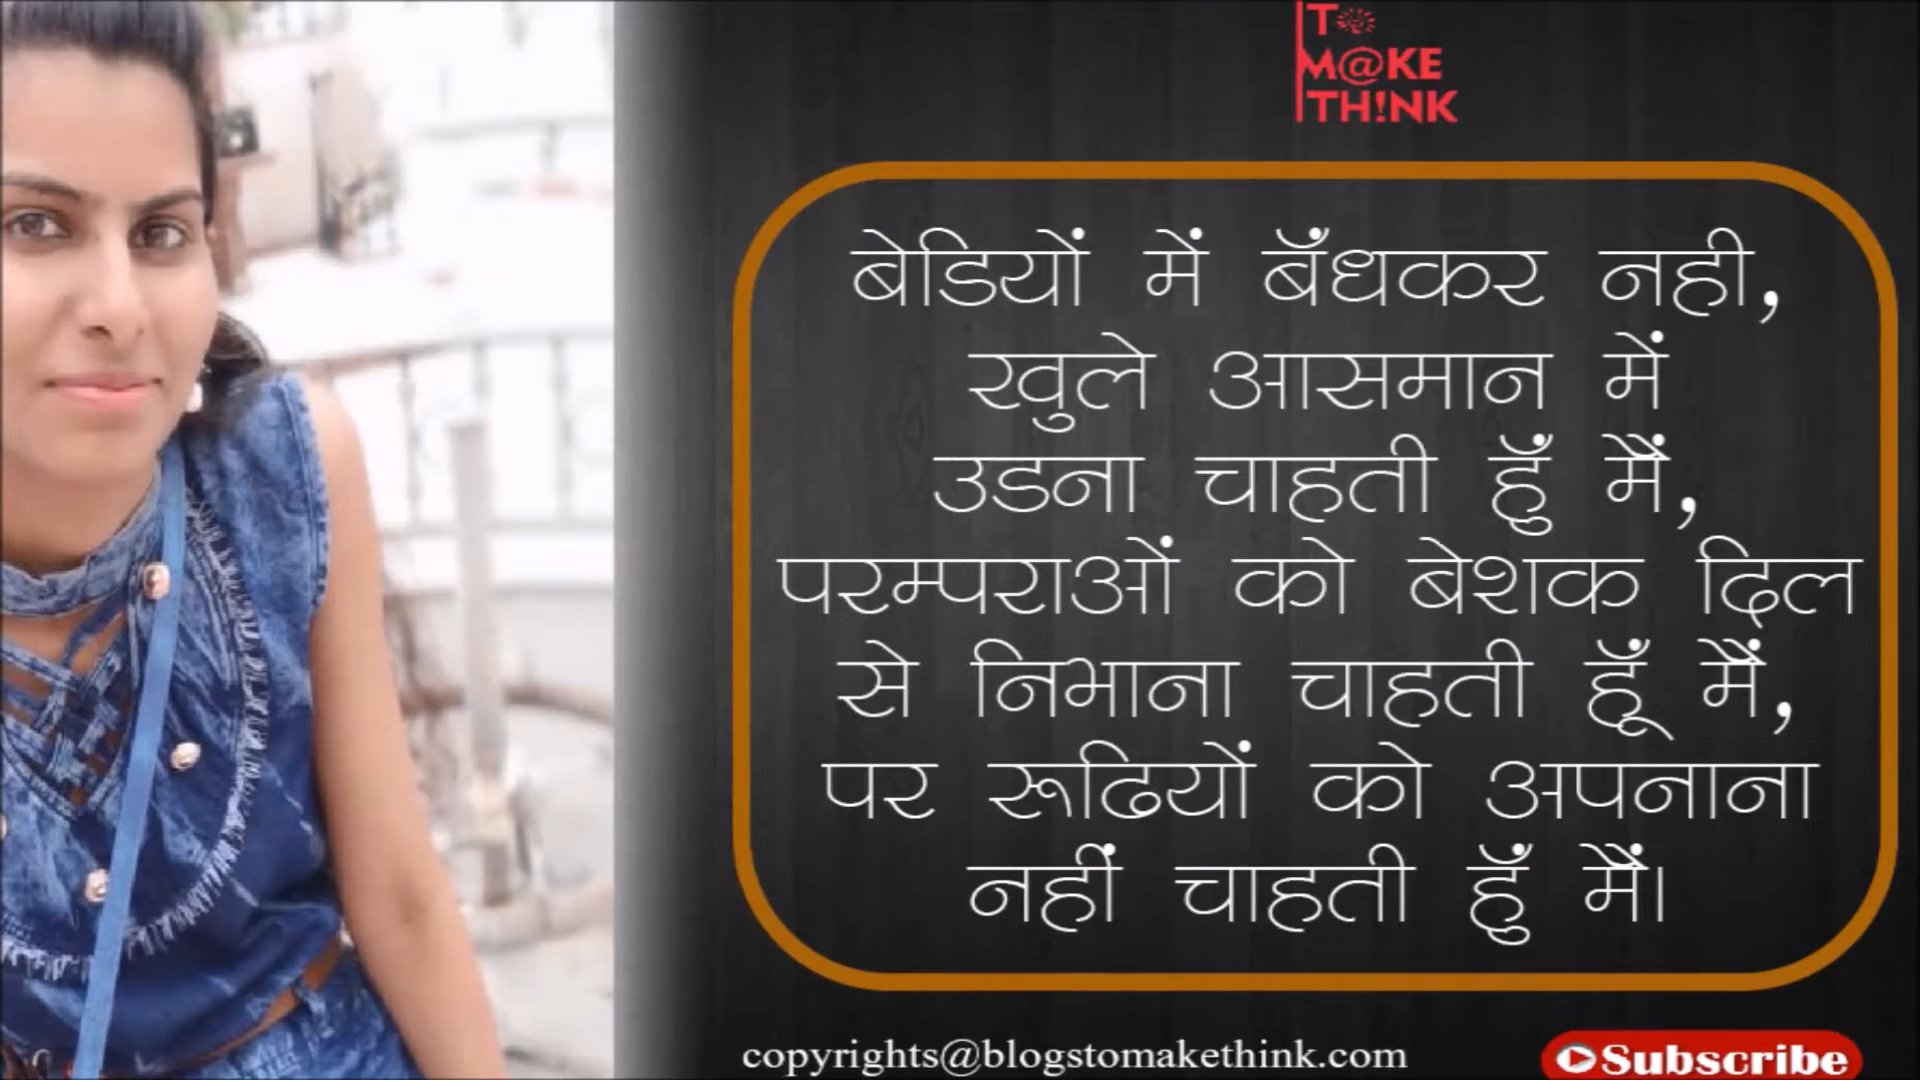 TO
M@KE
TH!NK
बेडियों में बँधकर नही,
खुले आसमान में
उडना चाहती हुँ मैं,
परम्पराओं को बेशक दिल
से निभाना चाहती हूँ मैं,
पर रूढियों को अपनाना
नहीं चाहती हुँ मैं।
copyrights@blogstomakethink.com
Subscribe